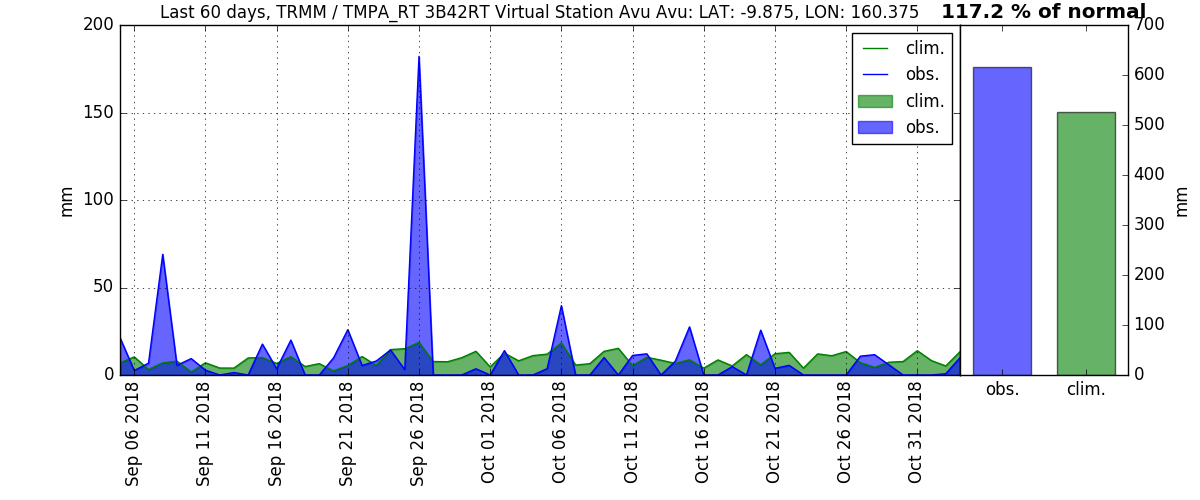 Last 60 days, TRMM / TMPA_RT 3B42RT Virtual Station Avu Avu: LAT: -9.875, LON: 160.375
117.2 % of normal
mm
200
150
100
50
0
Sep 06 2018
Sep 11 2018
Sep 16 2018
Sep 21 2018
Sep 26 2018
Oct 01 2018
Oct 06 2018
Oct 11 2018
Oct 16 2018
Oct 21 2018
Oct 26 2018
Oct 31 2018
clim.
obs.
clim.
obs.
700
600
500
400
300
200
100
0
mm
obs.
clim.